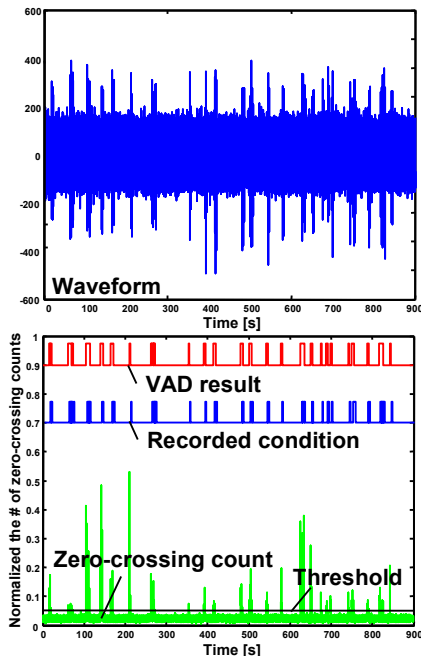 600
400
200
0
-200
-400
-600
Waveform
0 100 200 300 400 500 600 700 800 900
Time [s]
Normalized the # of zero-crossing counts
1
0.9
0.8
0.7
0.6
0.5
0.4
0.3
0.2
0.1
0
VAD result
Recorded condition
Zero-crossing count
Threshold
0 100 200 300 400 500 600 700 800 900
Time [s]